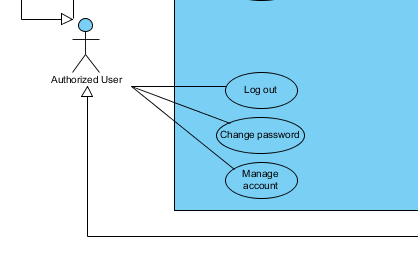 Authorized User
Log out
Change password
Manage
account